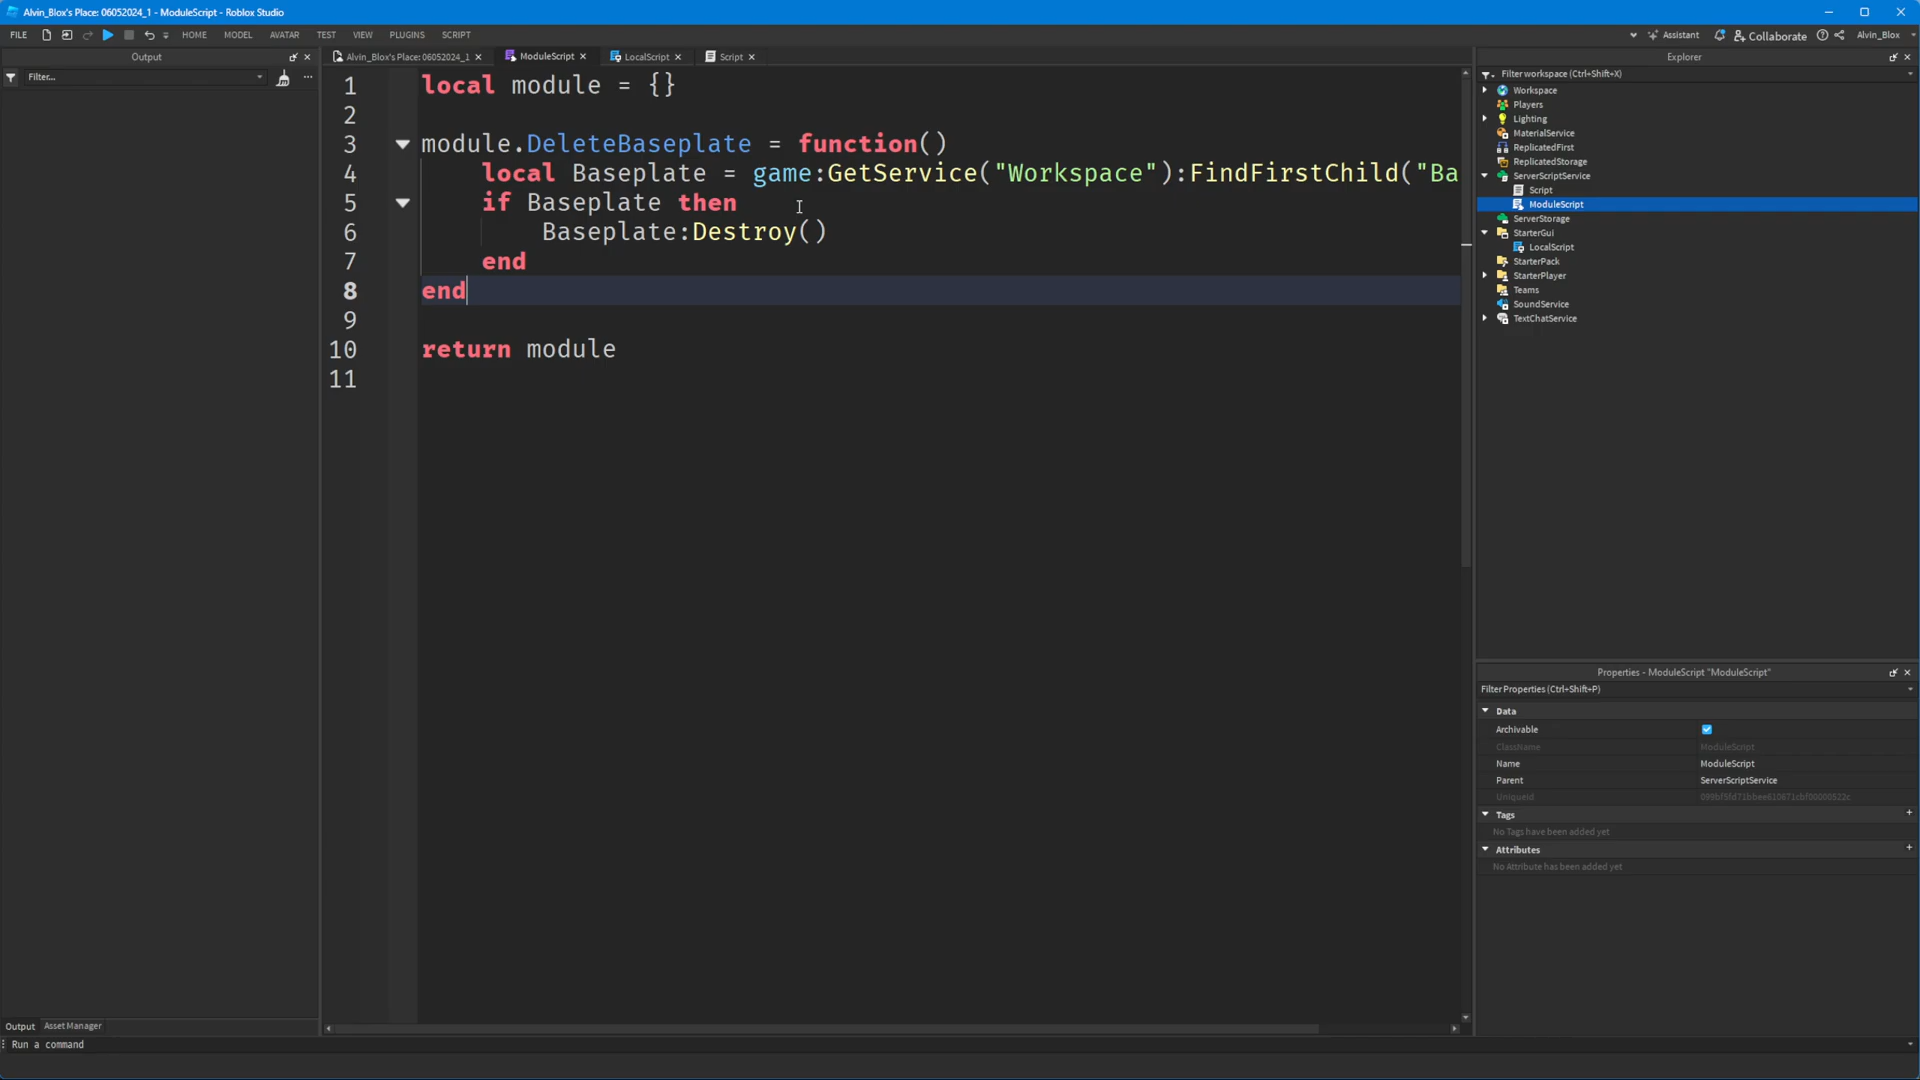 Alvin_Blox's Place: 06052024_1 - ModuleScript - Roblox Studio
FILE HOME MODEL AVATAR TEST VIEW PLUGINS SCRIPT Assistant Collaborate Alvin_Blox
Output
Filter...
Alvin_Blox's Place: 06052024_1 ModuleScript LocalScript Script
1 local module = {}
2
3 module.DeleteBaseplate = function()
4 local Baseplate = game:GetService("Workspace"):FindFirstChild("Ba
5 if Baseplate then
6 Baseplate:Destroy()
7 end
8 end
9
10 return module
11
Explorer
Filter workspace (Ctrl+Shift+X)
Workspace
Players
Lighting
MaterialService
ReplicatedFirst
ReplicatedStorage
ServerScriptService
Script
ModuleScript
ServerStorage
StarterGui
LocalScript
StarterPack
StarterPlayer
Teams
SoundService
TextChatService
Properties - ModuleScript "ModuleScript"
Filter Properties (Ctrl+Shift+P)
Data
Archivable
ClassName ModuleScript
Name ModuleScript
Parent ServerScriptService
UniqueId
Tags
No Tags have been added yet
Attributes
No Attribute has been added yet
Output Asset Manager
Run a command